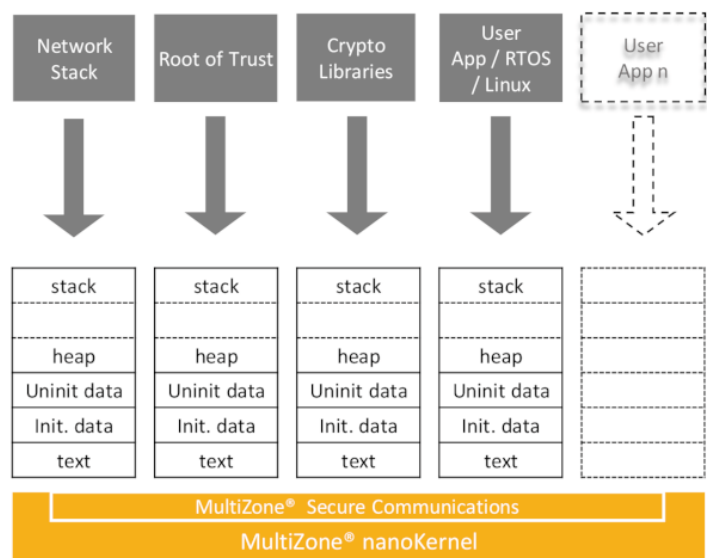 Network
Stack
Root of Trust
Crypto
Libraries
User
App / RTOS
/ Linux
User
App n
stack
stack
stack
stack
heap
heap
heap
heap
Uninit data
Uninit data
Uninit data
Uninit data
Init. data
Init. data
Init. data
Init. data
text
text
text
text
MultiZone® Secure Communications
MultiZone® nanoKernel